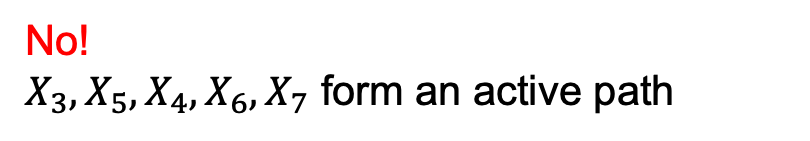 No!
X₃, X₅, X₄, X₆, X₇ form an active path